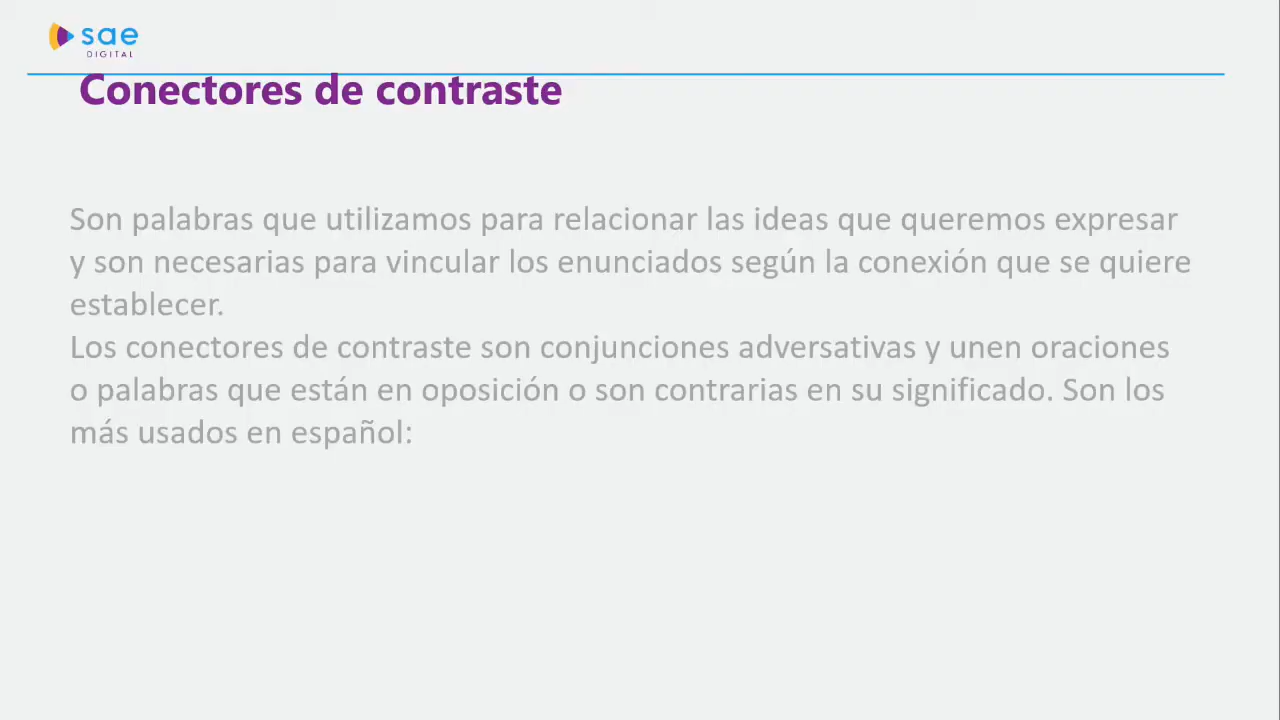 sae
DIGITAL
Conectores de contraste
Son palabras que utilizamos para relacionar las ideas que queremos expresar
y son necesarias para vincular los enunciados según la conexión que se quiere
establecer.
Los conectores de contraste son conjunciones adversativas y unen oraciones
o palabras que están en oposición o son contrarias en su significado. Son los
más usados en español: